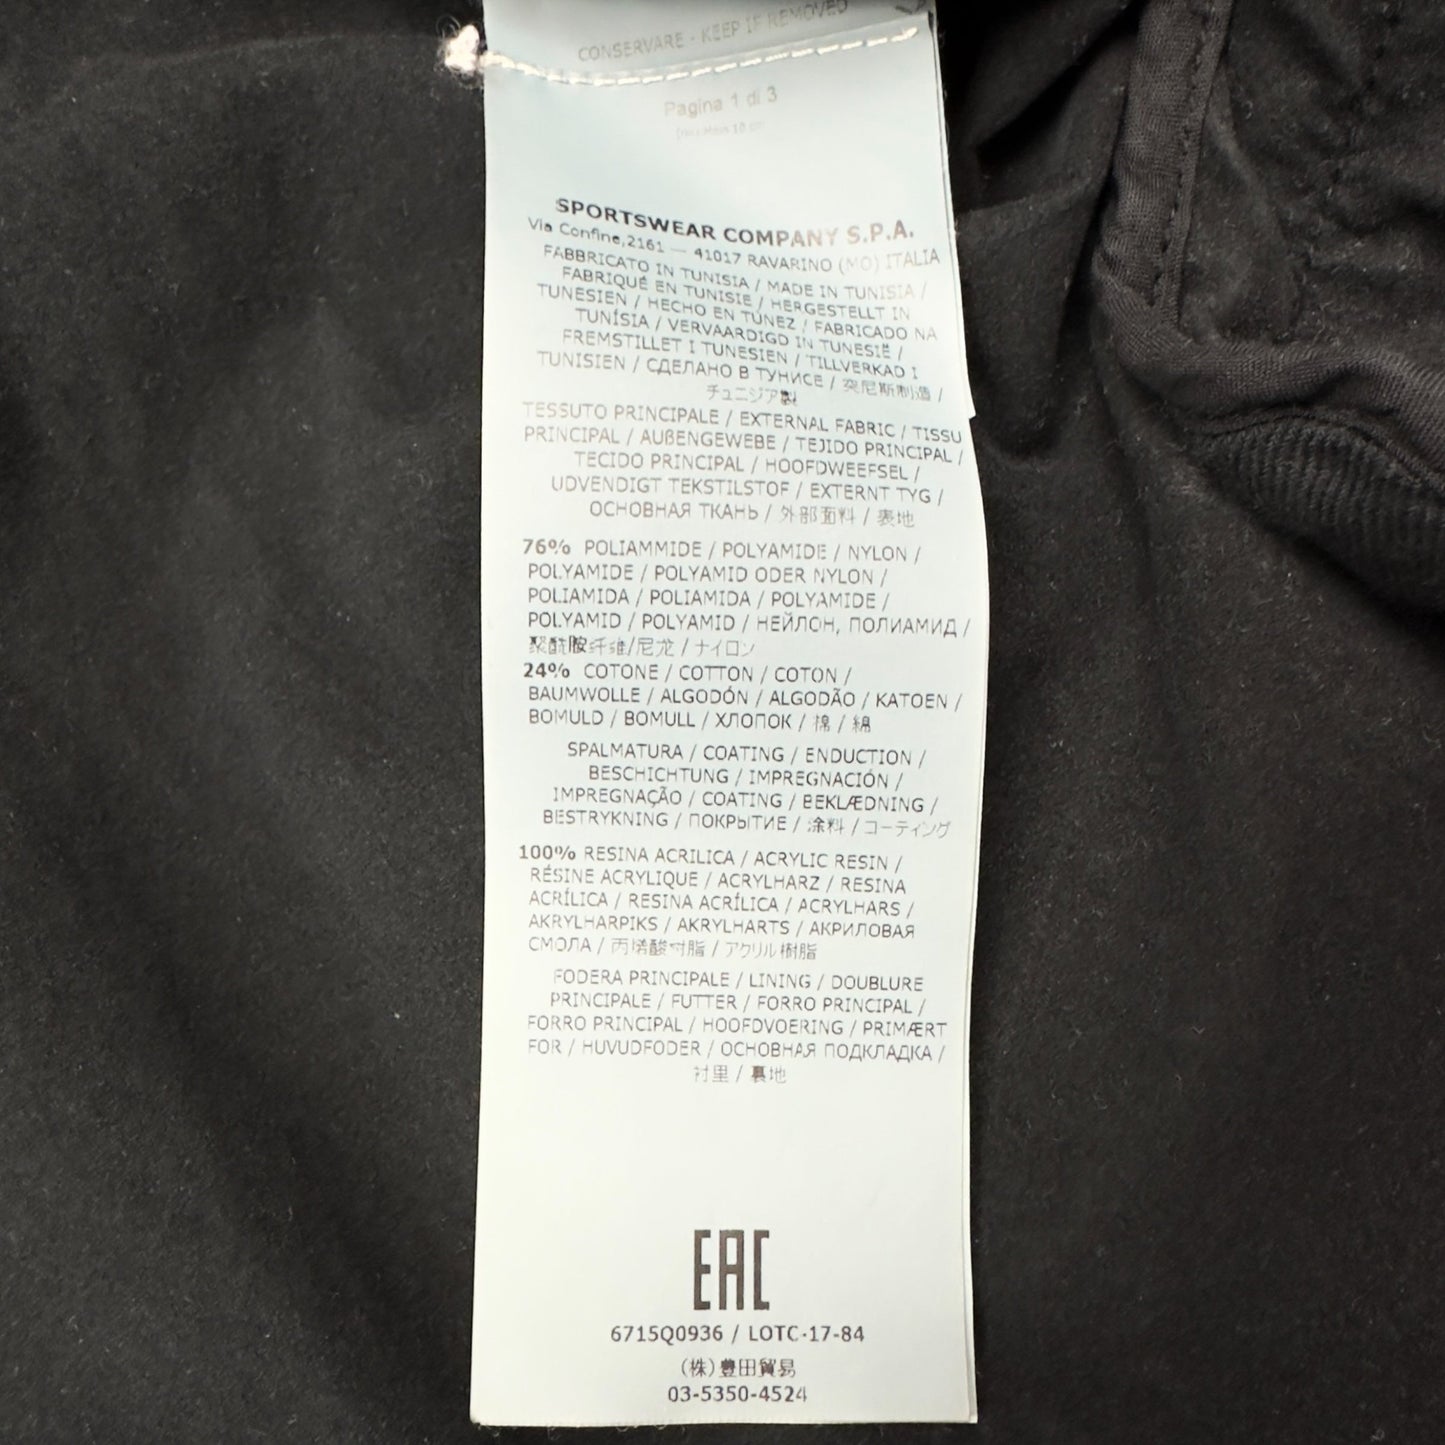 CONSERVARE - KEEP IF REMOVED
Pagina 1 di 3
SPORTSWEAR COMPANY S.P.A.
Via Confine,2161 — 41017 RAVARINO (MO) ITALIA
FABBRICATO IN TUNISIA / MADE IN TUNISIA /
FABRIQUÉ EN TUNISIE / HERGESTELLT IN
TUNESIEN / HECHO EN TÚNEZ / FABRICADO NA
TUNÍSIA / VERVAARDIGD IN TUNESIË /
FREMSTILLET I TUNESIEN / TILLVERKAD I
TUNISIEN / СДЕЛАНО В ТУНИСЕ / 突尼斯制造 /
チュニジア製
TESSUTO PRINCIPALE / EXTERNAL FABRIC / TISSU
PRINCIPAL / AUßENGEWEBE / TEJIDO PRINCIPAL /
TECIDO PRINCIPAL / HOOFDWEEFSEL /
UDVENDIGT TEKSTILSTOF / EXTERNT TYG /
ОСНОВНАЯ ТКАНЬ / 外部面料 / 表地
76% POLIAMMIDE / POLYAMIDE / NYLON /
POLYAMIDE / POLYAMID ODER NYLON /
POLIAMIDA / POLIAMIDA / POLYAMIDE /
POLYAMID / POLYAMID / НЕЙЛОН, ПОЛИАМИД /
聚酰胺纤维/尼龙 / ナイロン
24% COTONE / COTTON / COTON /
BAUMWOLLE / ALGODÓN / ALGODÃO / KATOEN /
BOMULD / BOMULL / ХЛОПОК / 棉 / 綿
SPALMATURA / COATING / ENDUCTION /
BESCHICHTUNG / IMPREGNACIÓN /
IMPREGNAÇÃO / COATING / BEKLÆDNING /
BESTRYKNING / ПОКРЫТИЕ / 涂料 / コーティング
100% RESINA ACRILICA / ACRYLIC RESIN /
RÉSINE ACRYLIQUE / ACRYLHARZ / RESINA
ACRÍLICA / RESINA ACRÍLICA / ACRYLHARS /
AKRYLHARPIKS / AKRYLHARTS / АКРИЛОВАЯ
СМОЛА / 丙烯酸树脂 / アクリル樹脂
FODERA PRINCIPALE / LINING / DOUBLURE
PRINCIPALE / FUTTER / FORRO PRINCIPAL /
FORRO PRINCIPAL / HOOFDVOERING / PRIMÆRT
FOR / HUVUDFODER / ОСНОВНАЯ ПОДКЛАДКА /
衬里 / 裏地
EAC
6715Q0936 / LOTC-17-84
(株)豊田貿易
03-5350-4524